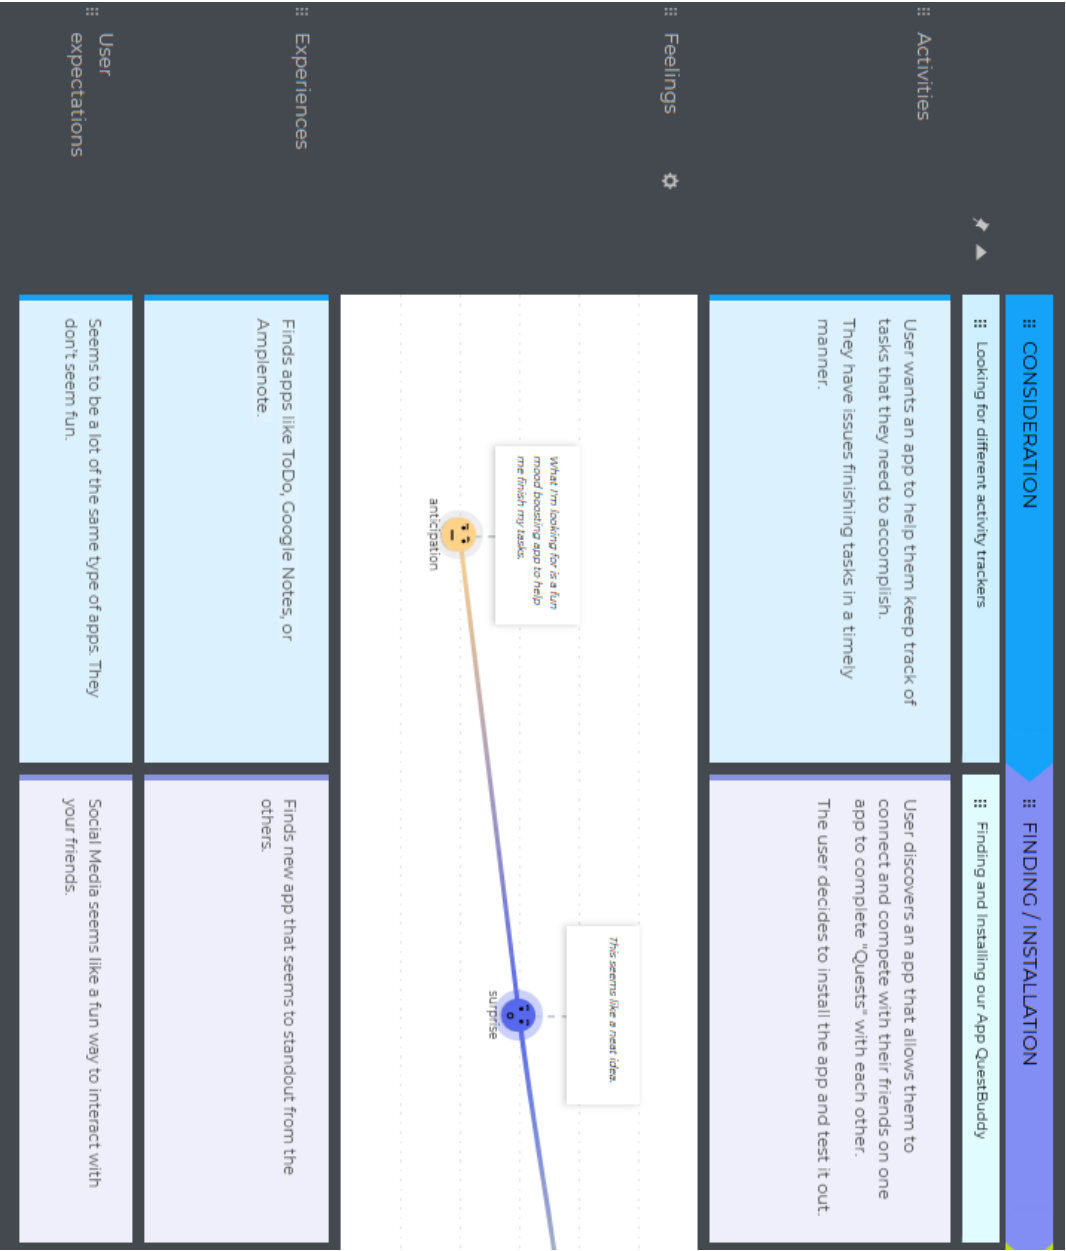 CONSIDERATION
FINDING / INSTALLATION
Looking for different activity trackers
Finding and Installing our App QuestBuddy
Activities
User wants an app to help them keep track of
tasks that they need to accomplish.
They have issues finishing tasks in a timely
manner.
User discovers an app that allows them to
connect and compete with their friends on one
app to complete "Quests" with each other.
The user decides to install the app and test it out.
Feelings
What I'm looking for is a fun
mood boosting app to help
me finish my tasks.
anticipation
This seems like a neat idea.
surprise
Experiences
Finds apps like ToDo, Google Notes, or
Amplenote.
Finds new app that seems to standout from the
others.
User
expectations
Seems to be a lot of the same type of apps. They
don't seem fun.
Social Media seems like a fun way to interact with
your friends.